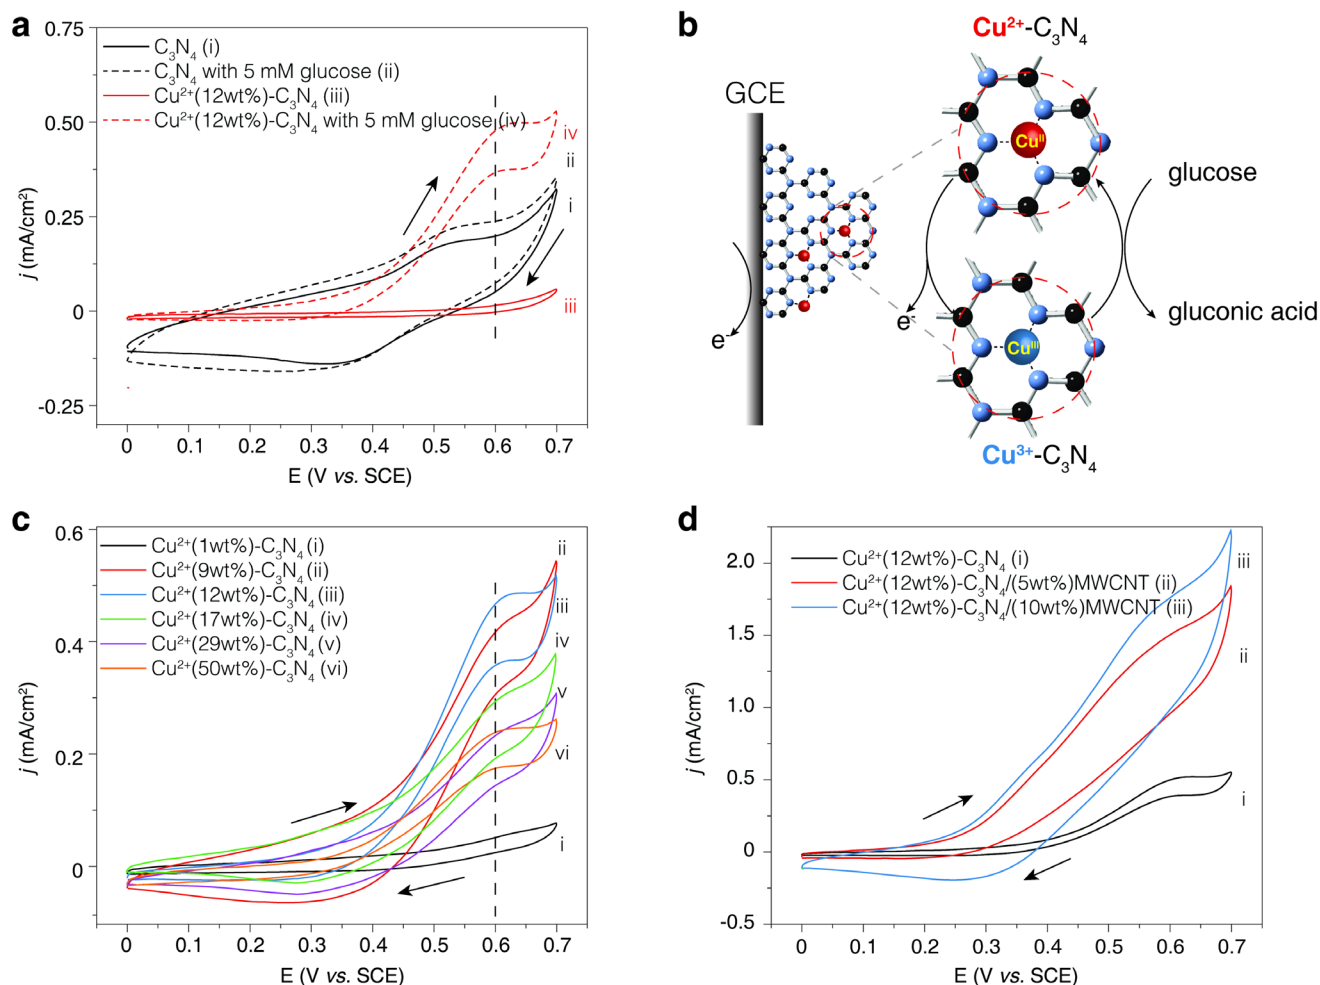 a
0.75
0.50
0.25
0
-0.25
j (mA/cm²)
C₃N₄ (i)
C₃N₄ with 5 mM glucose (ii)
Cu²⁺(12wt%)-C₃N₄ (iii)
Cu²⁺(12wt%)-C₃N₄ with 5 mM glucose (iv)
iv
ii
i
iii
0 0.1 0.2 0.3 0.4 0.5 0.6 0.7
E (V vs. SCE)
b
Cu²⁺-C₃N₄
GCE
Cuᴵᴵ
glucose
e⁻
e⁻
gluconic acid
Cuᴵᴵᴵ
Cu³⁺-C₃N₄
c
0.6
0.4
0.2
0
j (mA/cm²)
Cu²⁺(1wt%)-C₃N₄ (i)
Cu²⁺(9wt%)-C₃N₄ (ii)
Cu²⁺(12wt%)-C₃N₄ (iii)
Cu²⁺(17wt%)-C₃N₄ (iv)
Cu²⁺(29wt%)-C₃N₄ (v)
Cu²⁺(50wt%)-C₃N₄ (vi)
ii
iii
iv
v
vi
i
0 0.1 0.2 0.3 0.4 0.5 0.6 0.7
E (V vs. SCE)
d
2.0
1.5
1.0
0.5
0
-0.5
j (mA/cm²)
Cu²⁺(12wt%)-C₃N₄ (i)
Cu²⁺(12wt%)-C₃N₄/(5wt%)MWCNT (ii)
Cu²⁺(12wt%)-C₃N₄/(10wt%)MWCNT (iii)
iii
ii
i
0 0.1 0.2 0.3 0.4 0.5 0.6 0.7
E (V vs. SCE)